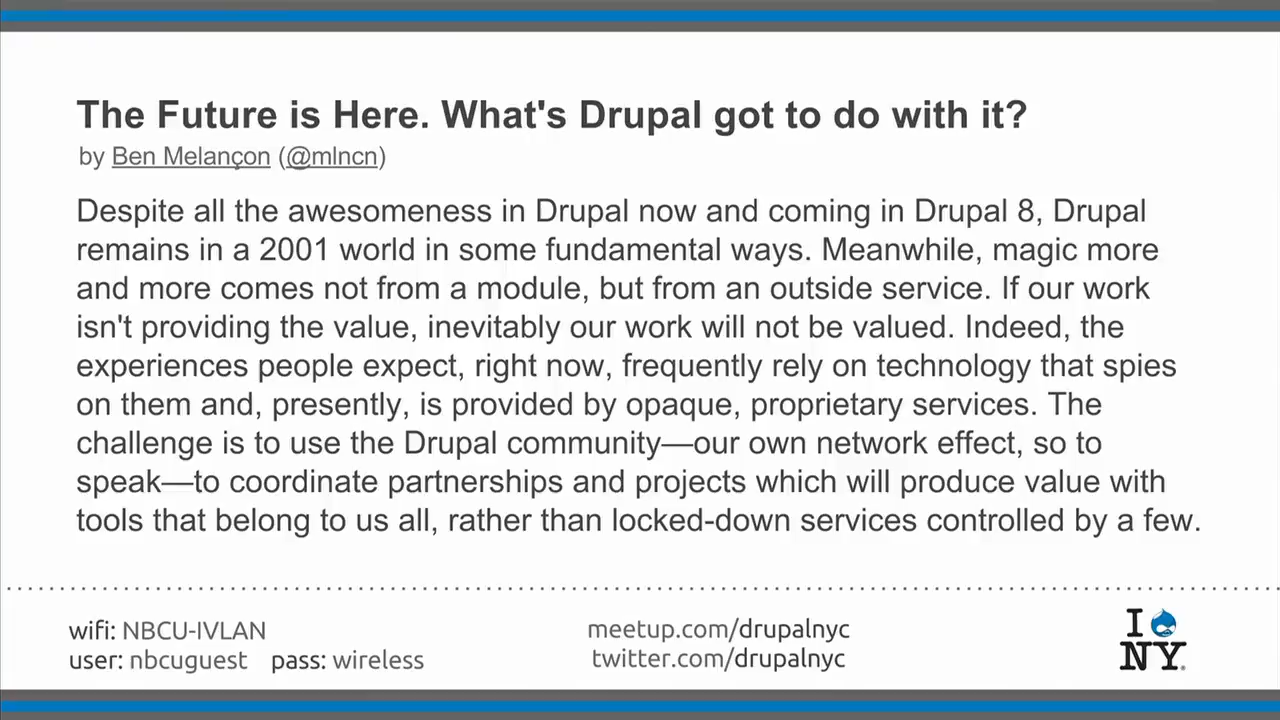 The Future is Here. What's Drupal got to do with it?
by Ben Melançon (@mlncn)
Despite all the awesomeness in Drupal now and coming in Drupal 8, Drupal
remains in a 2001 world in some fundamental ways. Meanwhile, magic more
and more comes not from a module, but from an outside service. If our work
isn't providing the value, inevitably our work will not be valued. Indeed, the
experiences people expect, right now, frequently rely on technology that spies
on them and, presently, is provided by opaque, proprietary services. The
challenge is to use the Drupal community—our own network effect, so to
speak—to coordinate partnerships and projects which will produce value with
tools that belong to us all, rather than locked-down services controlled by a few.
wifi: NBCU-IVLAN
user: nbcuguest pass: wireless
meetup.com/drupalnyc
twitter.com/drupalnyc
I
NY®